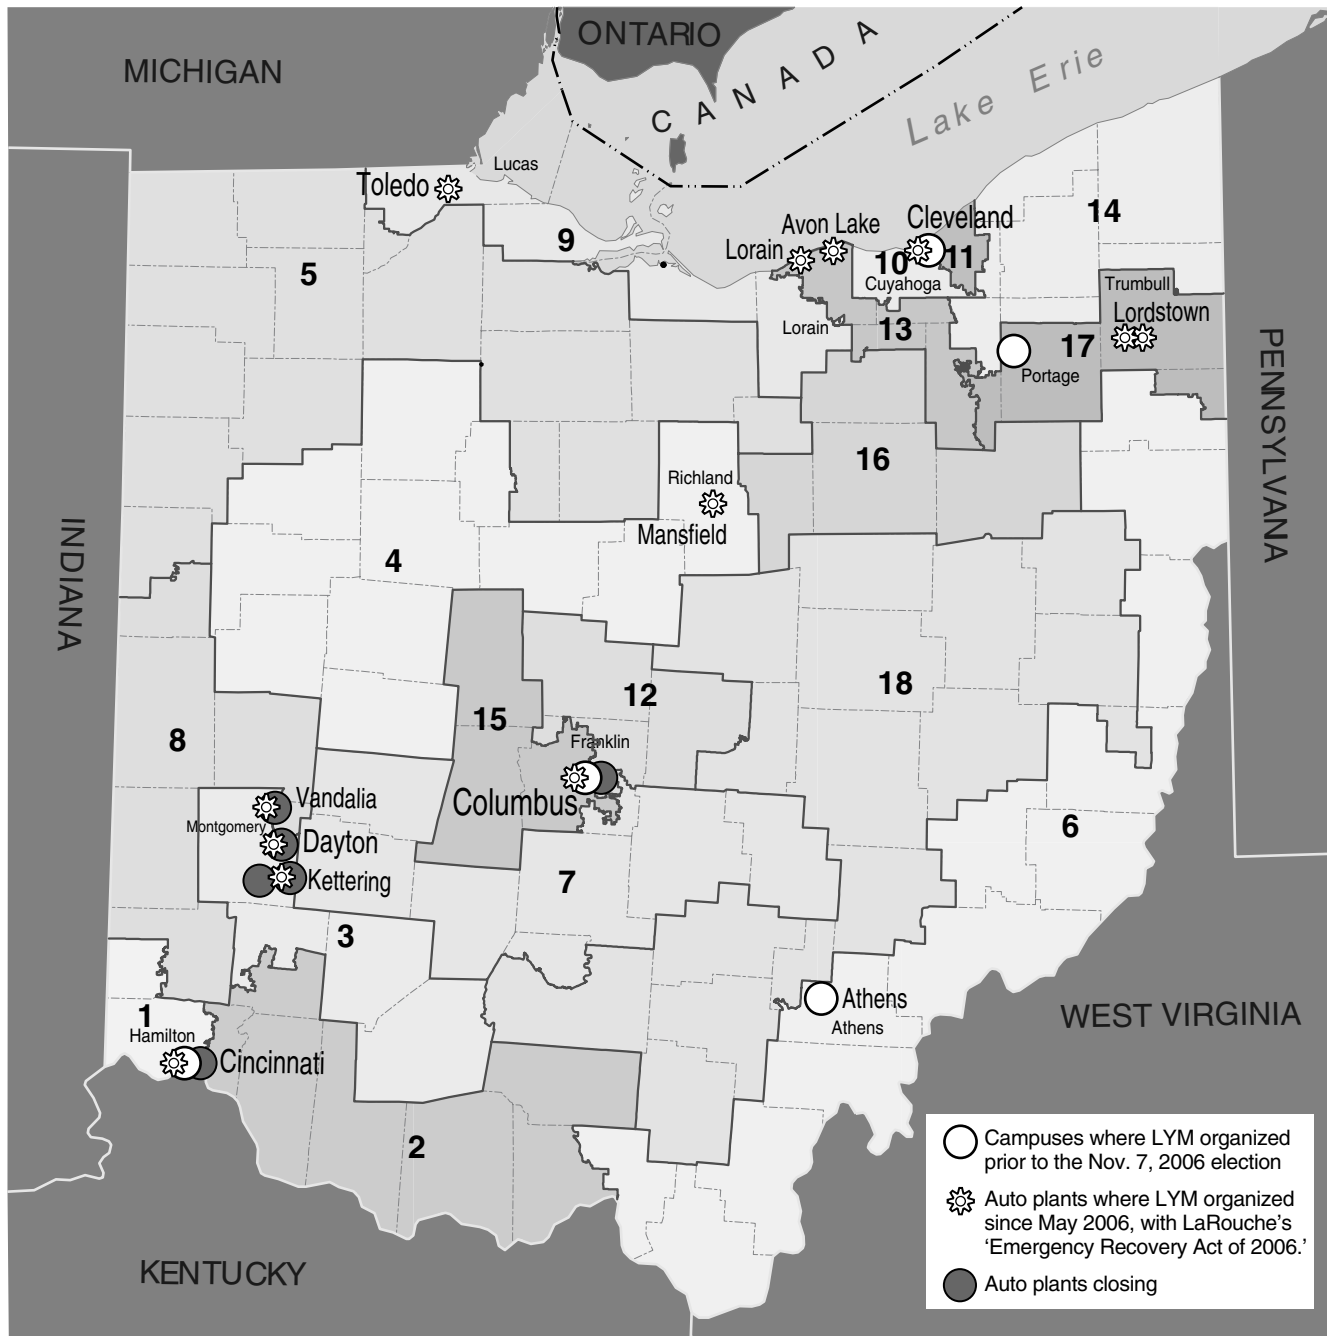 ONTARIO
MICHIGAN
CANADA
Lake Erie
Lucas
Toledo
14
Cleveland
Avon Lake
9
Lorain
10
11
5
Cuyahoga
Trumbull
Lordstown
Lorain
13
17
Portage
PENNSYLVANIA
16
Richland
Mansfield
INDIANA
4
18
12
15
8
Franklin
Vandalia
Columbus
Montgomery
Dayton
6
Kettering
7
3
Athens
WEST VIRGINIA
1
Athens
Hamilton
Cincinnati
2
KENTUCKY
Campuses where LYM organized
prior to the Nov. 7, 2006 election
Auto plants where LYM organized
since May 2006, with LaRouche's
'Emergency Recovery Act of 2006.'
Auto plants closing